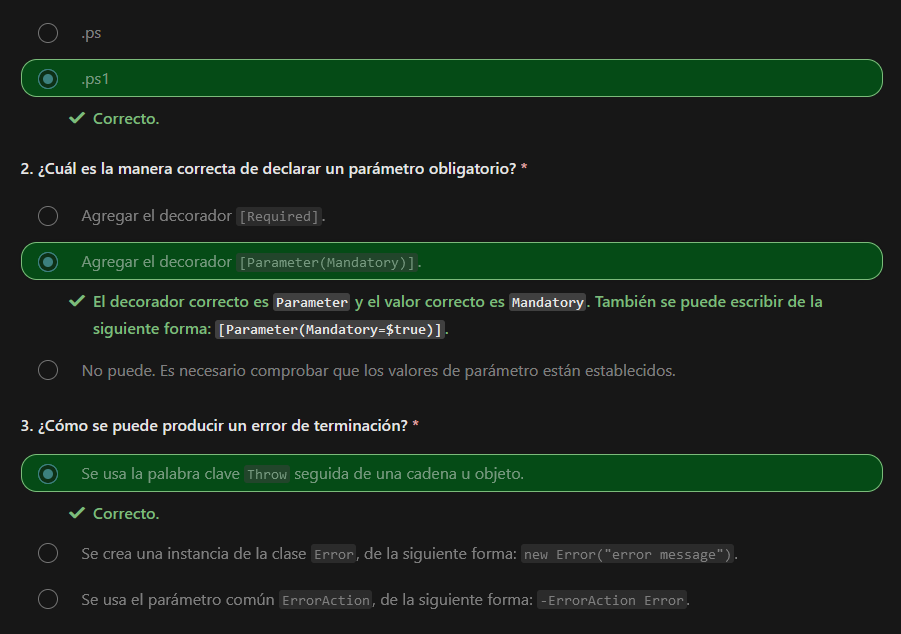 .ps
.ps1
Correcto.
2. ¿Cuál es la manera correcta de declarar un parámetro obligatorio? *
Agregar el decorador [Required].
Agregar el decorador [Parameter(Mandatory)].
El decorador correcto es Parameter y el valor correcto es Mandatory. También se puede escribir de la
siguiente forma: [Parameter(Mandatory=$true)].
No puede. Es necesario comprobar que los valores de parámetro están establecidos.
3. ¿Cómo se puede producir un error de terminación? *
Se usa la palabra clave Throw seguida de una cadena u objeto.
Correcto.
Se crea una instancia de la clase Error, de la siguiente forma: new Error("error message").
Se usa el parámetro común ErrorAction, de la siguiente forma: -ErrorAction Error.